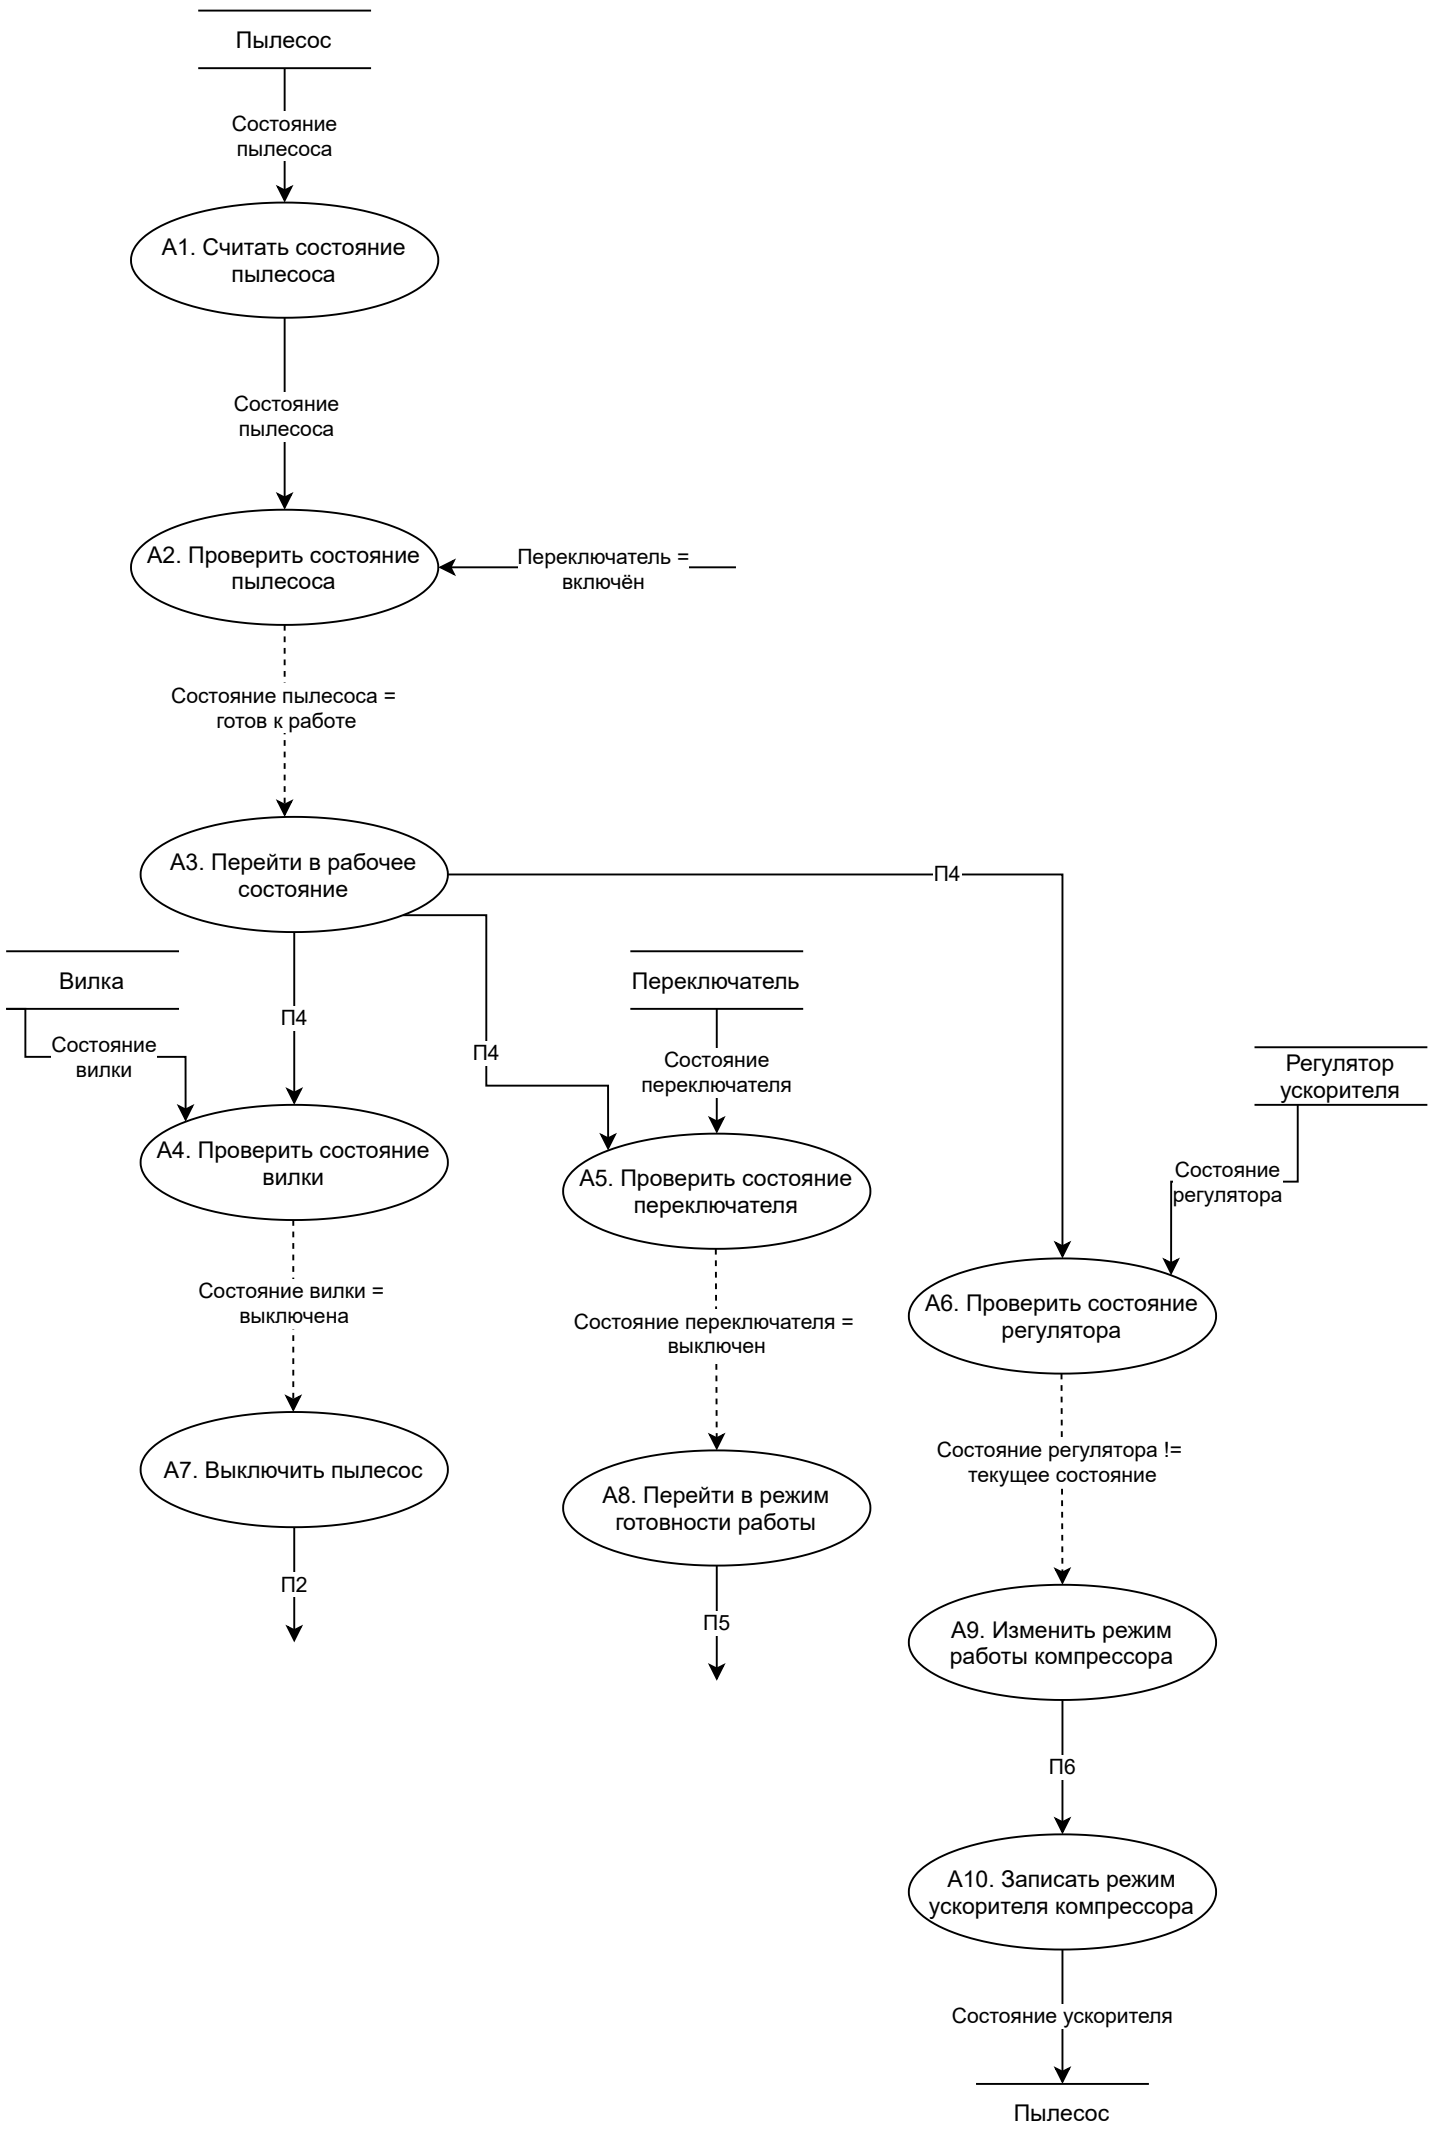 Пылесос
Состояние
пылесоса
А1. Считать состояние
пылесоса
Состояние
пылесоса
А2. Проверить состояние
пылесоса
Переключатель =
включён
Состояние пылесоса =
готов к работе
А3. Перейти в рабочее
состояние
П4
Вилка
Переключатель
П4
П4
Состояние
вилки
Состояние
переключателя
Регулятор
ускорителя
А4. Проверить состояние
вилки
А5. Проверить состояние
переключателя
Состояние
регулятора
Состояние вилки =
выключена
Состояние переключателя =
выключен
А6. Проверить состояние
регулятора
А7. Выключить пылесос
А8. Перейти в режим
готовности работы
Состояние регулятора !=
текущее состояние
П2
П5
А9. Изменить режим
работы компрессора
П6
А10. Записать режим
ускорителя компрессора
Состояние ускорителя
Пылесос